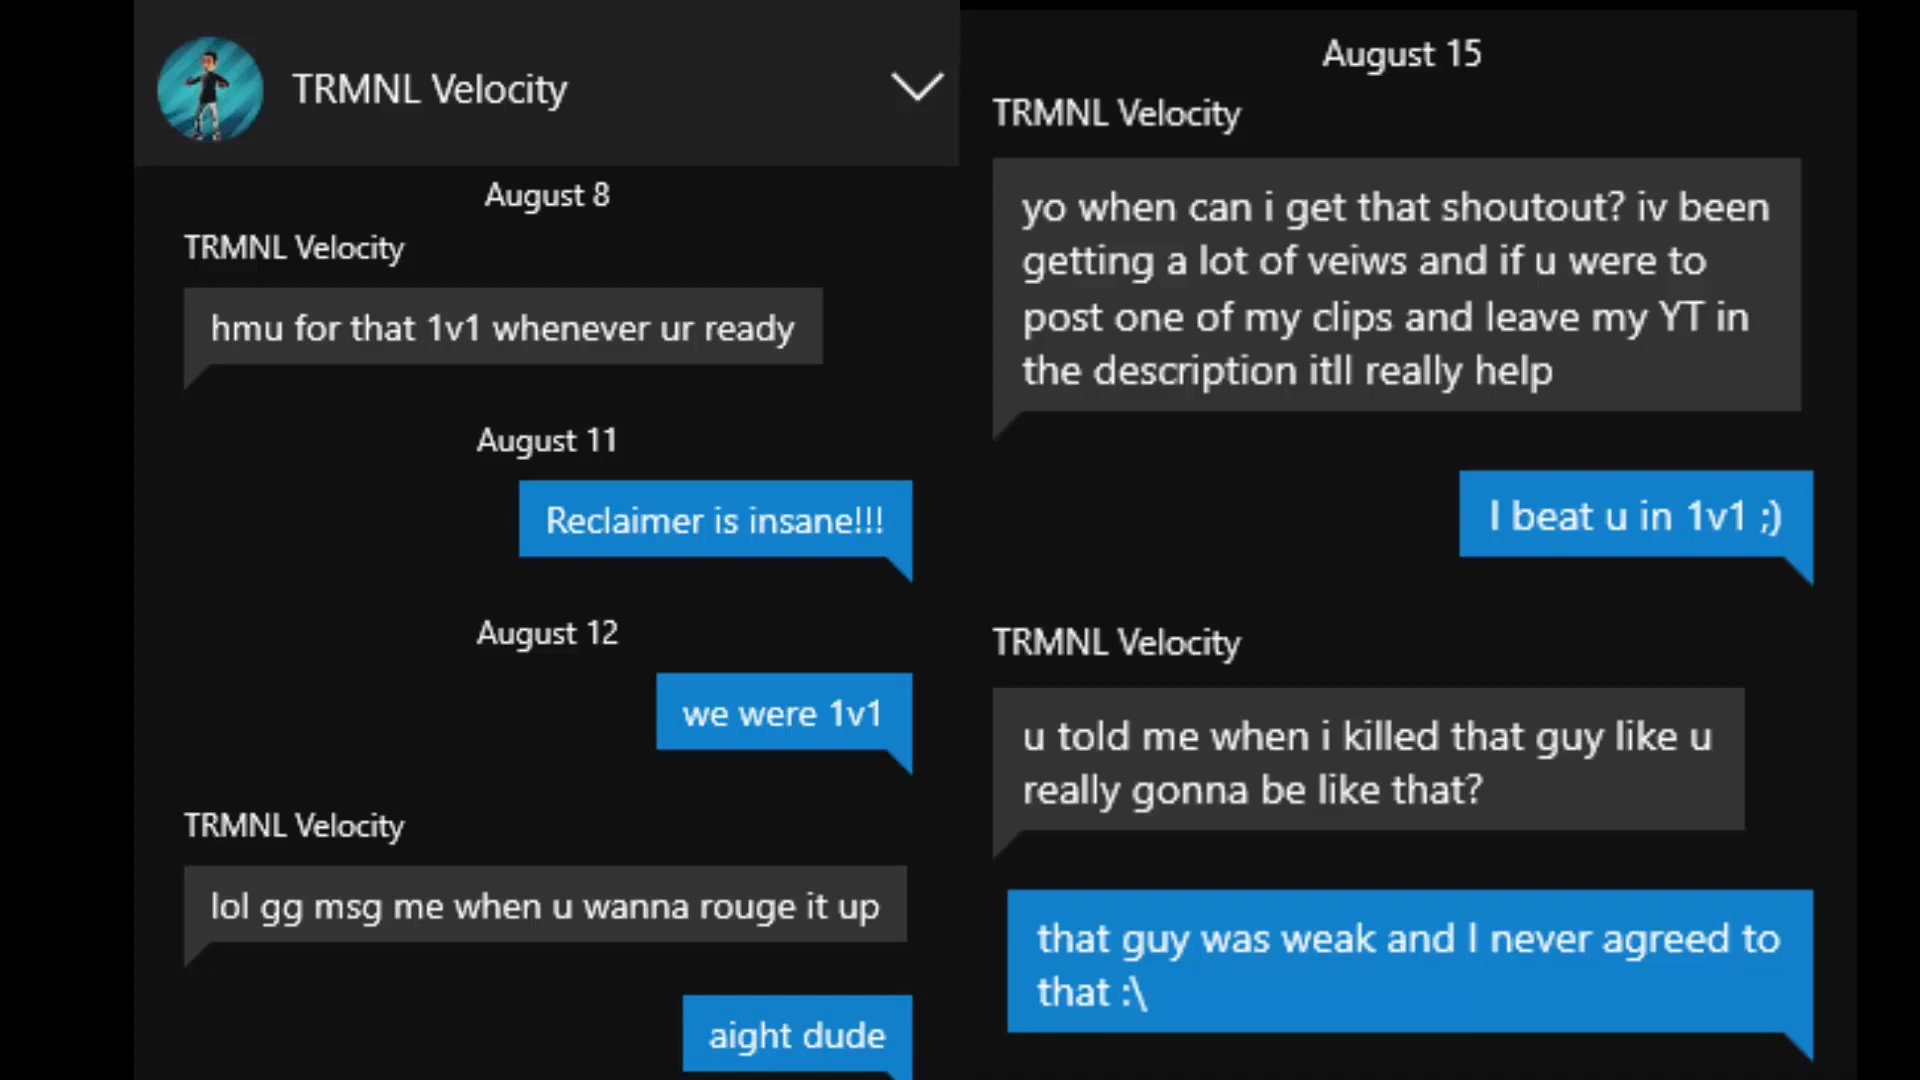 TRMNL Velocity
August 8
TRMNL Velocity
hmu for that 1v1 whenever ur ready
August 11
Reclaimer is insane!!!
August 12
we were 1v1
TRMNL Velocity
lol gg msg me when u wanna rouge it up
aight dude
August 15
TRMNL Velocity
yo when can i get that shoutout? iv been
getting a lot of veiws and if u were to
post one of my clips and leave my YT in
the description itll really help
I beat u in 1v1 ;)
TRMNL Velocity
u told me when i killed that guy like u
really gonna be like that?
that guy was weak and I never agreed to
that :\